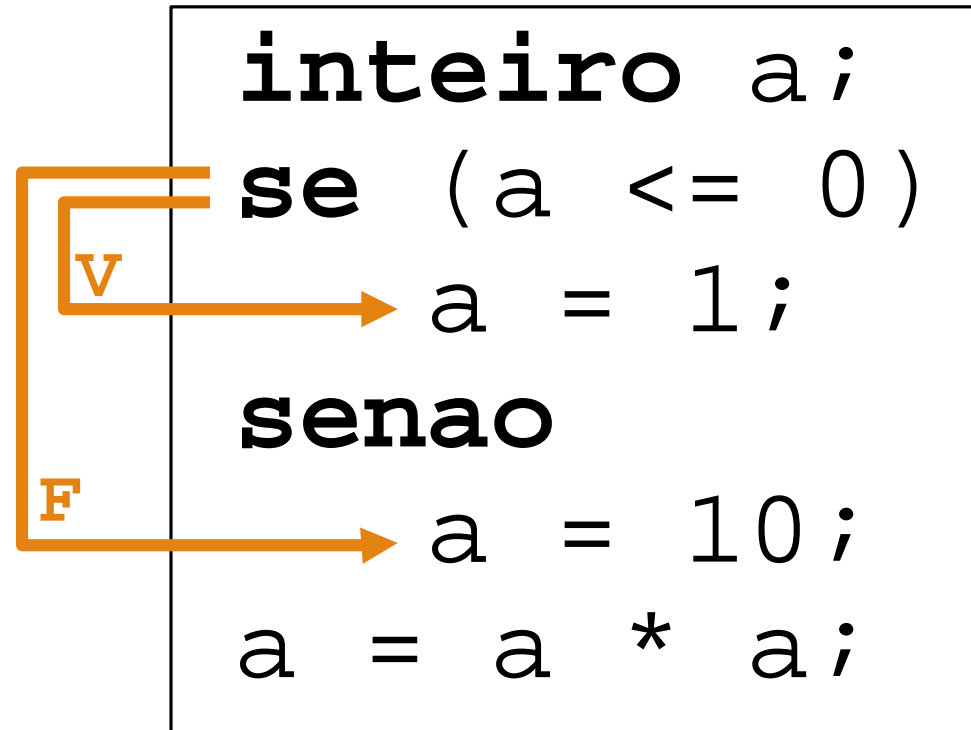 inteiro a;
se (a <= 0)
V
a = 1;
senao
F
a = 10;
a = a * a;